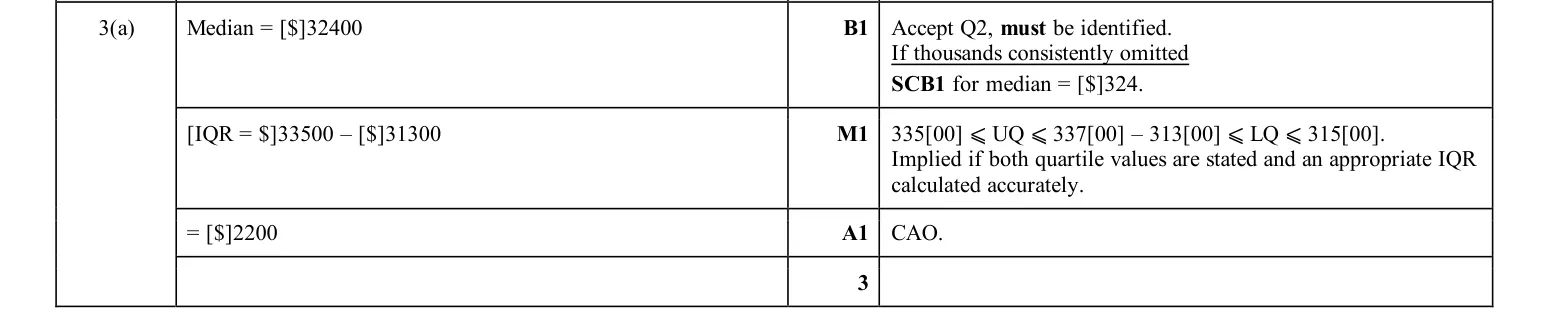 3(a)
Median = [$]32400
B1
Accept Q2, must be identified.
If thousands consistently omitted
SCB1 for median = [$]324.
[IQR = $]33500 – [$]31300
M1
335[00] ⩽ UQ ⩽ 337[00] – 313[00] ⩽ LQ ⩽ 315[00].
Implied if both quartile values are stated and an appropriate IQR
calculated accurately.
= [$]2200
A1
CAO.
3